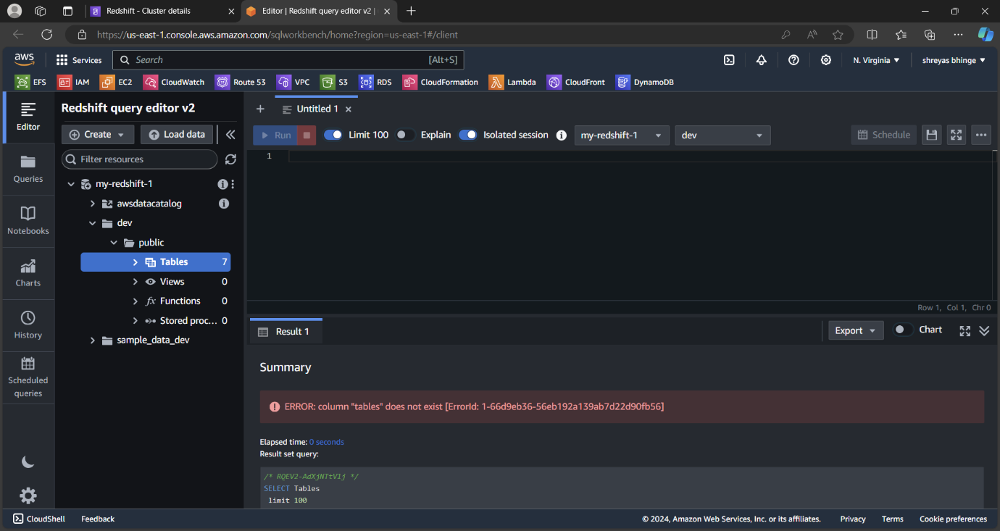 Redshift - Cluster details
Editor | Redshift query editor v2 |
https://us-east-1.console.aws.amazon.com/sqlworkbench/home?region=us-east-1#/client
aws
Services
Search
[Alt+S]
N. Virginia
shreyas bhinge
EFS
IAM
EC2
CloudWatch
Route 53
VPC
S3
RDS
CloudFormation
Lambda
CloudFront
DynamoDB
Editor
Queries
Notebooks
Charts
History
Scheduled
queries
Redshift query editor v2
Create
Load data
Filter resources
my-redshift-1
awsdatacatalog
dev
public
Tables 7
Views 0
Functions 0
Stored proc... 0
sample_data_dev
Untitled 1
Run
Limit 100
Explain
Isolated session
my-redshift-1
dev
Schedule
1
Row 1, Col 1, Chr 0
Result 1
Export
Chart
Summary
ERROR: column "tables" does not exist [ErrorId: 1-66d9eb36-56eb192a139ab7d22d90fb56]
Elapsed time: 0 seconds
Result set query:
/* RQEV2-AdXjNTtV1j */
SELECT Tables
limit 100
CloudShell
Feedback
© 2024, Amazon Web Services, Inc. or its affiliates.
Privacy
Terms
Cookie preferences